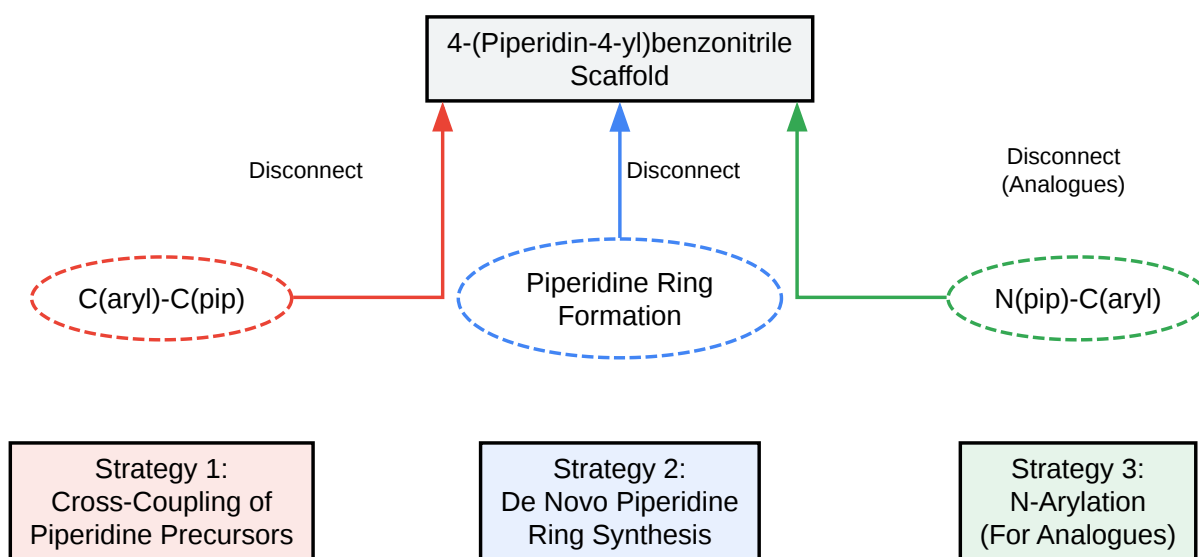 4-(Piperidin-4-yl)benzonitrile
Scaffold
Disconnect
Disconnect
Disconnect
(Analogues)
C(aryl)-C(pip)
Piperidine Ring
Formation
N(pip)-C(aryl)
Strategy 1:
Cross-Coupling of
Piperidine Precursors
Strategy 2:
De Novo Piperidine
Ring Synthesis
Strategy 3:
N-Arylation
(For Analogues)